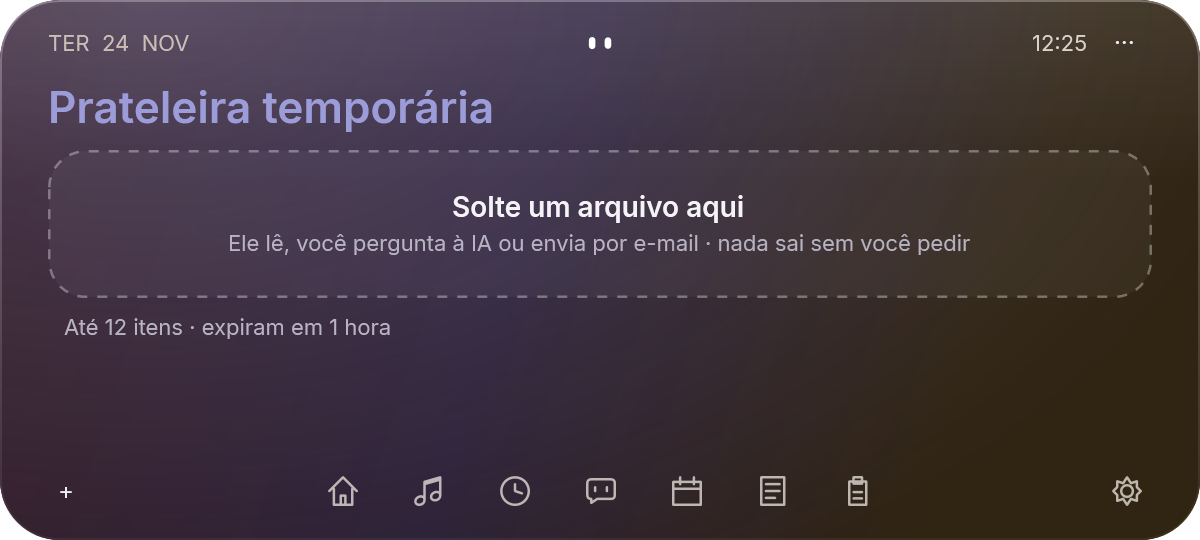 TER 24 NOV
12:25 ···
Prateleira temporária
Solte um arquivo aqui
Ele lê, você pergunta à IA ou envia por e-mail · nada sai sem você pedir
Até 12 itens · expiram em 1 hora
+